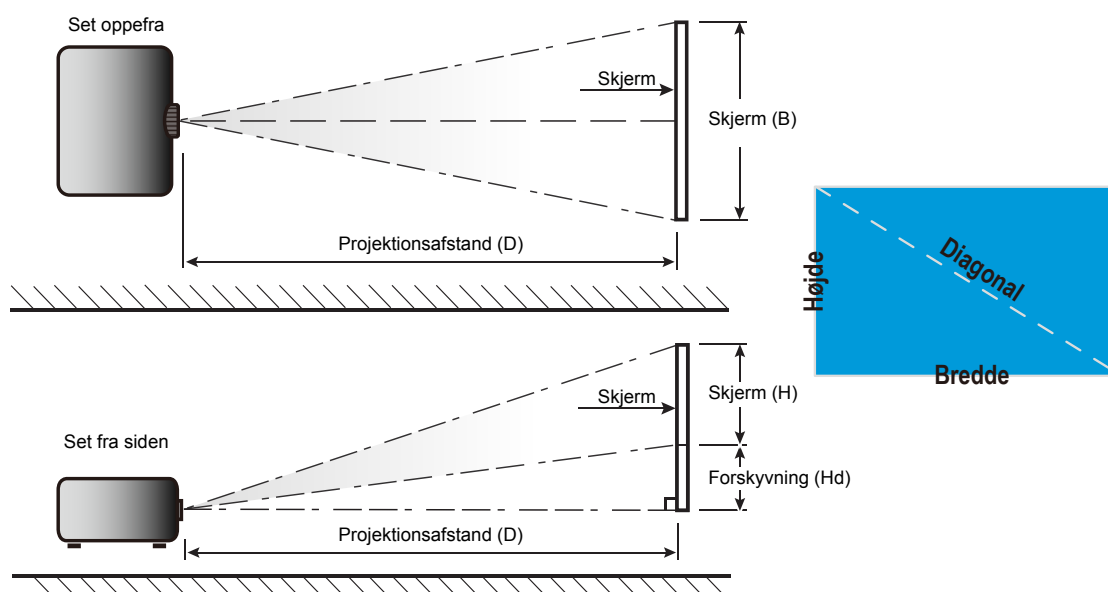 Set oppefra
Skjerm
Skjerm (B)
Projektionsafstand (D)
Højde
Diagonal
Bredde
Set fra siden
Skjerm
Skjerm (H)
Forskyvning (Hd)
Projektionsafstand (D)